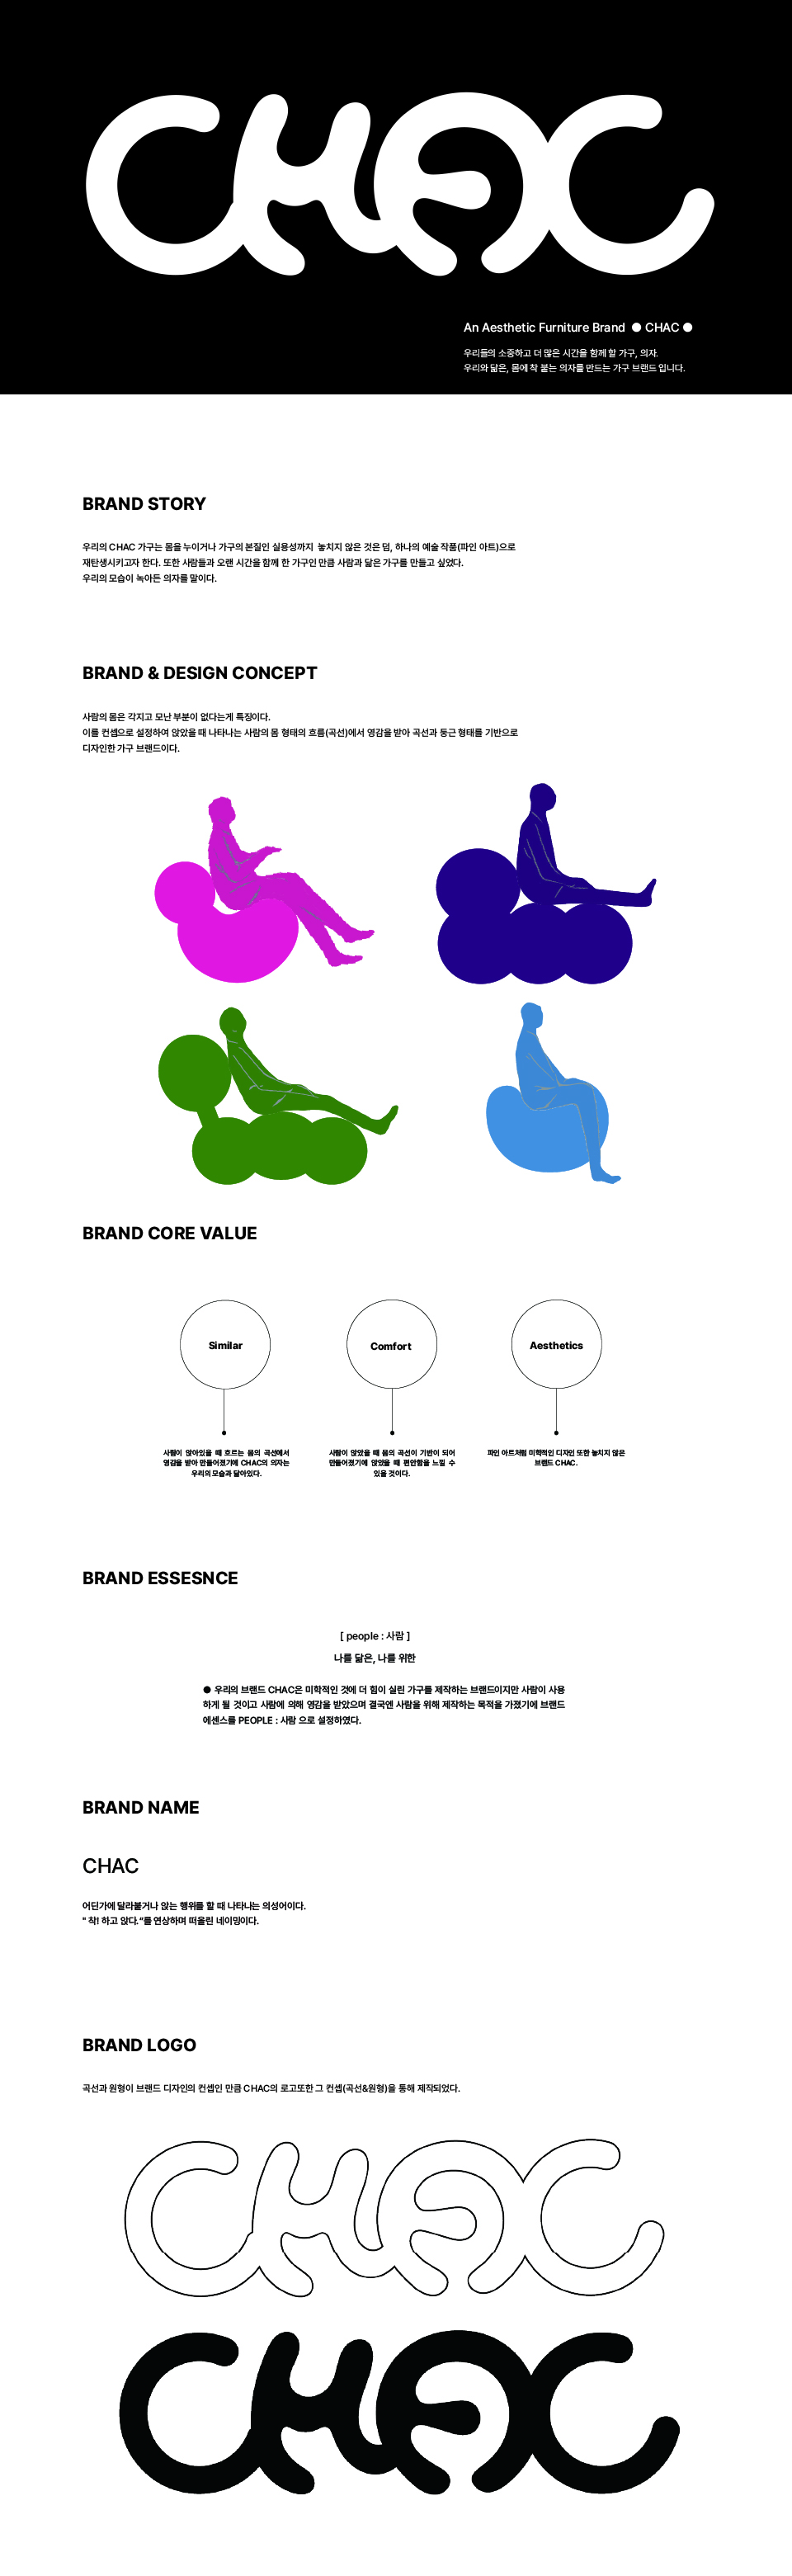 CHAC
An Aesthetic Furniture Brand ● CHAC ●
우리들의 소중하고 더 많은 시간을 함께 할 가구, 의자.
우리와 닮은, 몸에 착 붙는 의자를 만드는 가구 브랜드 입니다.
BRAND STORY
우리의 CHAC 가구는 몸을 누이거나 가구의 본질인 실용성까지 놓치지 않은 것은 덤, 하나의 예술 작품(파인 아트)으로
재탄생시키고자 한다. 또한 사람들과 오랜 시간을 함께 한 가구인 만큼 사람과 닮은 가구를 만들고 싶었다.
우리의 모습이 녹아든 의자를 말이다.
BRAND & DESIGN CONCEPT
사람의 몸은 각지고 모난 부분이 없다는게 특징이다.
이를 컨셉으로 설정하여 앉았을 때 나타나는 사람의 몸 형태의 흐름(곡선)에서 영감을 받아 곡선과 둥근 형태를 기반으로
디자인한 가구 브랜드이다.
BRAND CORE VALUE
Similar
Comfort
Aesthetics
사람이 앉아있을 때 흐르는 몸의 곡선에서
영감을 받아 만들어졌기에 CHAC의 의자는
우리의 모습과 닮아있다.
사람이 앉았을 때 몸의 곡선이 기반이 되어
만들어졌기에 앉았을 때 편안함을 느낄 수
있을 것이다.
파인 아트처럼 미학적인 디자인 또한 놓치지 않은
브랜드 CHAC.
BRAND ESSESNCE
[ people : 사람 ]
나를 닮은, 나를 위한
● 우리의 브랜드 CHAC은 미학적인 것에 더 힘이 실린 가구를 제작하는 브랜드이지만 사람이 사용
하게 될 것이고 사람에 의해 영감을 받았으며 결국엔 사람을 위해 제작하는 목적을 가졌기에 브랜드
에센스를 PEOPLE : 사람 으로 설정하였다.
BRAND NAME
CHAC
어딘가에 달라붙거나 앉는 행위를 할 때 나타나는 의성어이다.
" 착! 하고 앉다."를 연상하며 떠올린 네이밍이다.
BRAND LOGO
곡선과 원형이 브랜드 디자인의 컨셉인 만큼 CHAC의 로고또한 그 컨셉(곡선&원형)을 통해 제작되었다.
CHAC
CHAC